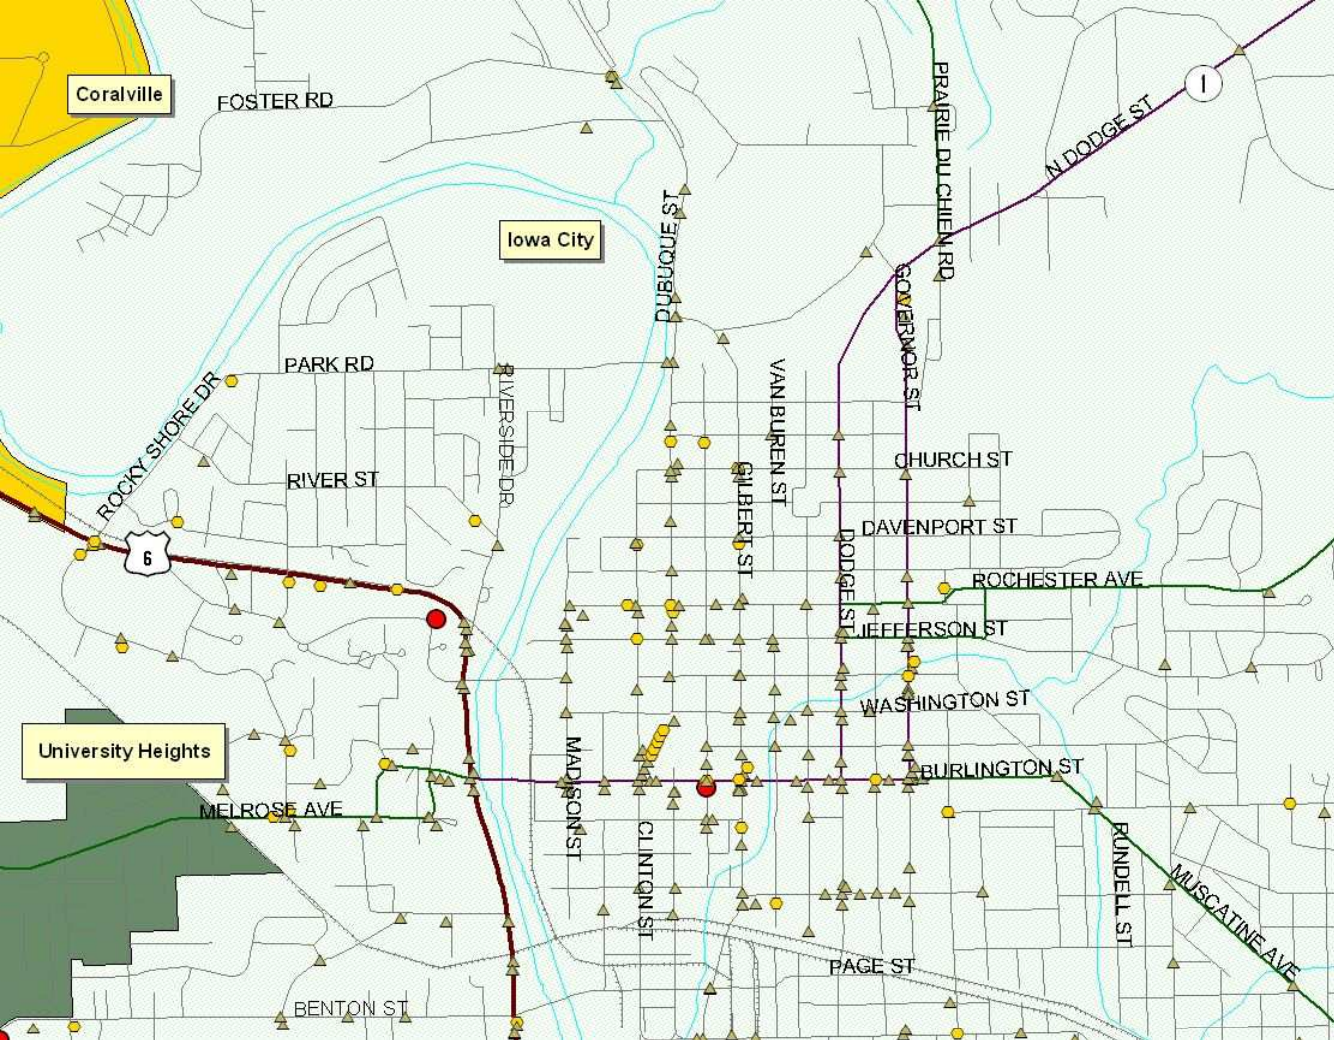 Coralville
FOSTER RD
PRAIRIE DU CHIEN RD
1
N DODGE ST
Iowa City
DUBUQUE ST
GOVERNOR ST
PARK RD
RIVERSIDE DR
VAN BUREN ST
ROCKY SHORE DR
RIVER ST
GILBERT ST
CHURCH ST
DAVENPORT ST
DODGE ST
6
ROCHESTER AVE
JEFFERSON ST
WASHINGTON ST
University Heights
MADISON ST
BURLINGTON ST
MELROSE AVE
CLINTON ST
RUNDELL ST
MUSCATINE AVE
PAGE ST
BENTON ST